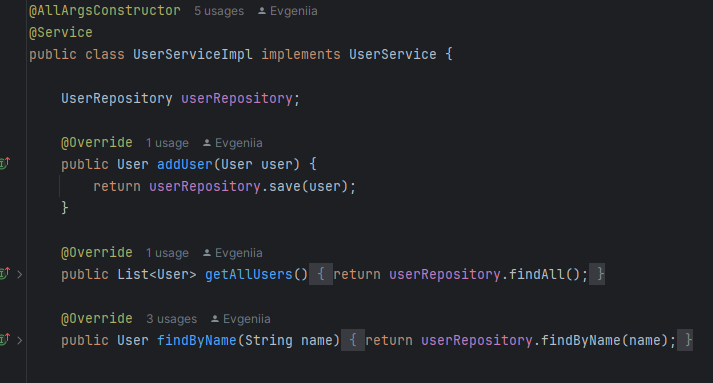 @AllArgsConstructor 5 usages Evgeniia
@Service
public class UserServiceImpl implements UserService {
UserRepository userRepository;
@Override 1 usage Evgeniia
public User addUser(User user) {
return userRepository.save(user);
}
@Override 1 usage Evgeniia
public List<User> getAllUsers() { return userRepository.findAll(); }
@Override 3 usages Evgeniia
public User findByName(String name) { return userRepository.findByName(name); }